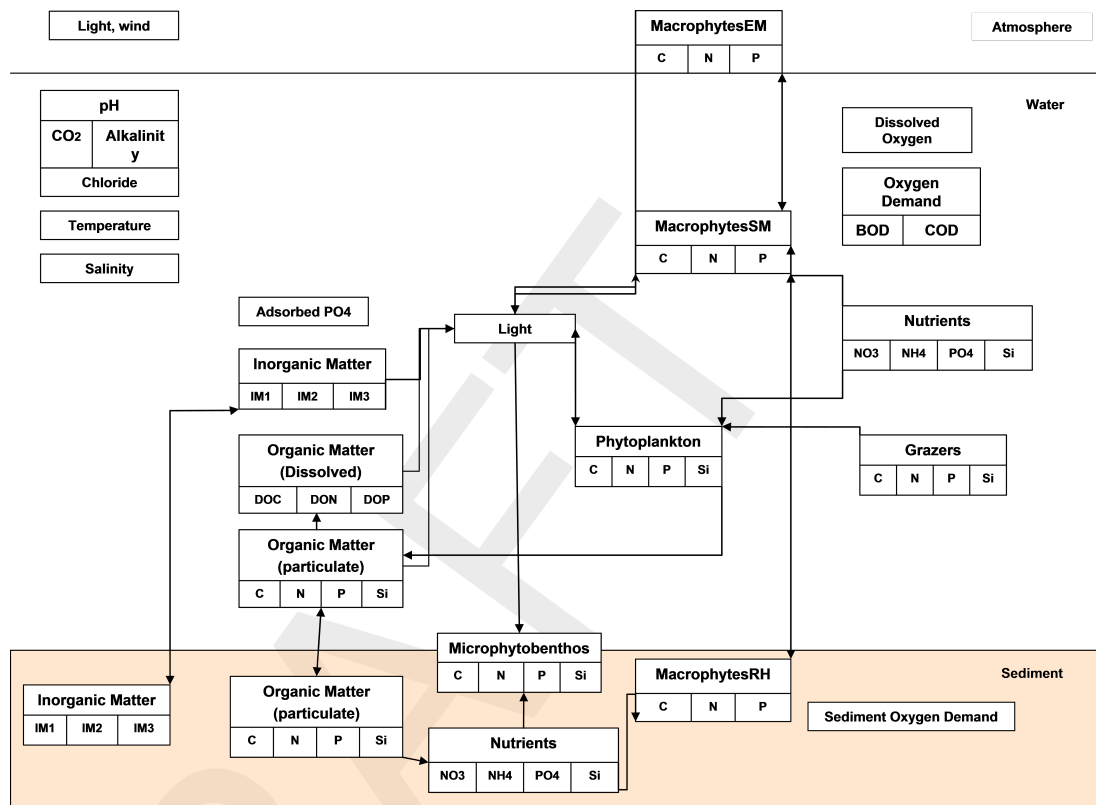 Light, wind
MacrophytesEM
C N P
Atmosphere
pH
CO2 Alkalinit
y
Chloride
Temperature
Salinity
Water
Dissolved
Oxygen
Oxygen
Demand
BOD COD
MacrophytesSM
C N P
Adsorbed PO4
Light
Nutrients
NO3 NH4 PO4 Si
Inorganic Matter
IM1 IM2 IM3
Organic Matter
(Dissolved)
DOC DON DOP
Phytoplankton
C N P Si
Grazers
C N P Si
Organic Matter
(particulate)
C N P Si
Microphytobenthos
C N P Si
MacrophytesRH
C N P
Sediment
Inorganic Matter
IM1 IM2 IM3
Organic Matter
(particulate)
C N P Si
Sediment Oxygen Demand
Nutrients
NO3 NH4 PO4 Si
RAFT